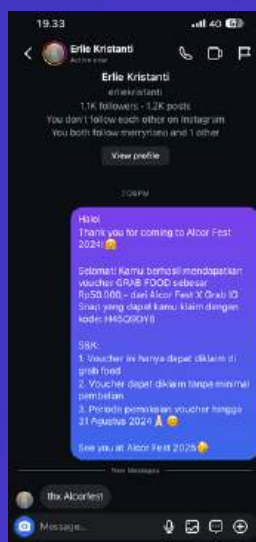 19.33
4G
Erlie Kristanti
Active now
Erlie Kristanti
erliekristanti
1.1K followers · 1.2K posts
You don't follow each other on Instagram
You both follow merryriana and 1 other
View profile
7:26 PM
Halo!
Thank you for coming to Alcor Fest
2024!
Selamat! Kamu berhasil mendapatkan
voucher GRAB FOOD sebesar
Rp50.000,- dari Alcor Fest X Grab ID
Snap yang dapat kamu klaim dengan
kode:
S&K:
1. Voucher ini hanya dapat diklaim di
grab food
2. Voucher dapat diklaim tanpa minimal
pembelian
3. Periode pemakaian voucher hingga
31 Agustus 2024
See you at Alcor Fest 2025
New Messages
thx Alcorfest
Message...